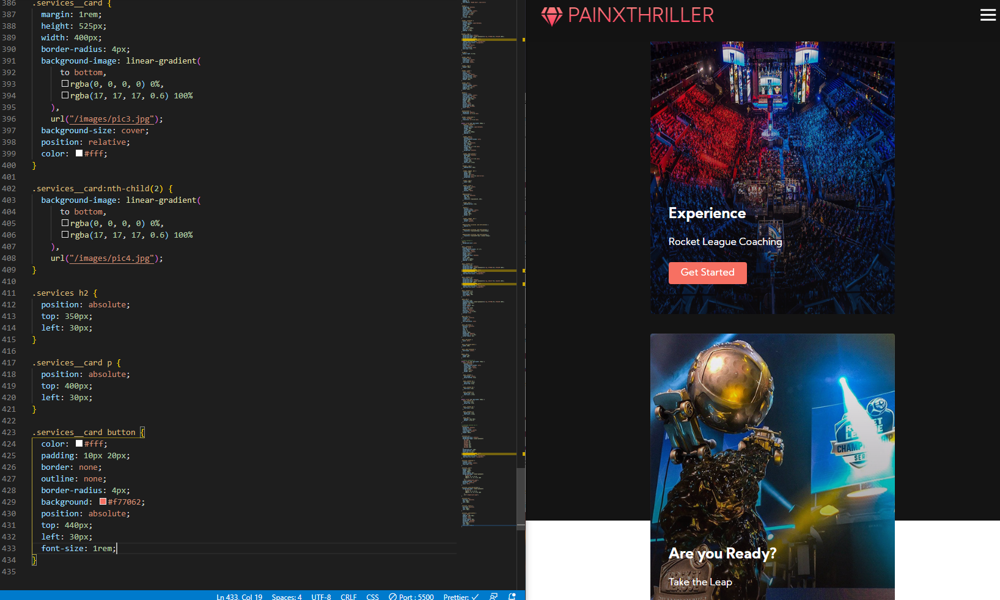 386 .services__card {
387 margin: 1rem;
388 height: 525px;
389 width: 400px;
390 border-radius: 4px;
391 background-image: linear-gradient(
392 to bottom,
393 rgba(0, 0, 0, 0) 0%,
394 rgba(17, 17, 17, 0.6) 100%
395 ),
396 url("/images/pic3.jpg");
397 background-size: cover;
398 position: relative;
399 color: #fff;
400 }
401
402 .services__card:nth-child(2) {
403 background-image: linear-gradient(
404 to bottom,
405 rgba(0, 0, 0, 0) 0%,
406 rgba(17, 17, 17, 0.6) 100%
407 ),
408 url("/images/pic4.jpg");
409 }
410
411 .services h2 {
412 position: absolute;
413 top: 350px;
414 left: 30px;
415 }
416
417 .services__card p {
418 position: absolute;
419 top: 400px;
420 left: 30px;
421 }
422
423 .services__card button {
424 color: #fff;
425 padding: 10px 20px;
426 border: none;
427 outline: none;
428 border-radius: 4px;
429 background: #f77062;
430 position: absolute;
431 top: 440px;
432 left: 30px;
433 font-size: 1rem;
434 }
435
Ln 433, Col 19 Spaces: 4 UTF-8 CRLF CSS Port : 5500 Prettier: ✓
PAINXTHRILLER
Experience
Rocket League Coaching
Get Started
ROCKET
LEAGUE
CHAMP
SER
Are you Ready?
Take the Leap